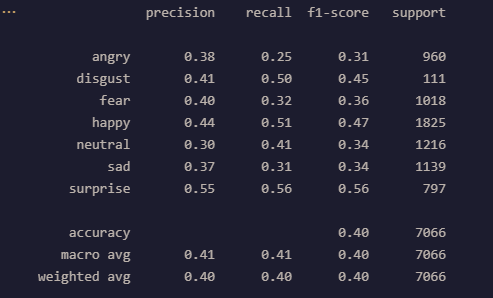 ...
precision recall f1-score support
angry 0.38 0.25 0.31 960
disgust 0.41 0.50 0.45 111
fear 0.40 0.32 0.36 1018
happy 0.44 0.51 0.47 1825
neutral 0.30 0.41 0.34 1216
sad 0.37 0.31 0.34 1139
surprise 0.55 0.56 0.56 797
accuracy 0.40 7066
macro avg 0.41 0.41 0.40 7066
weighted avg 0.40 0.40 0.40 7066